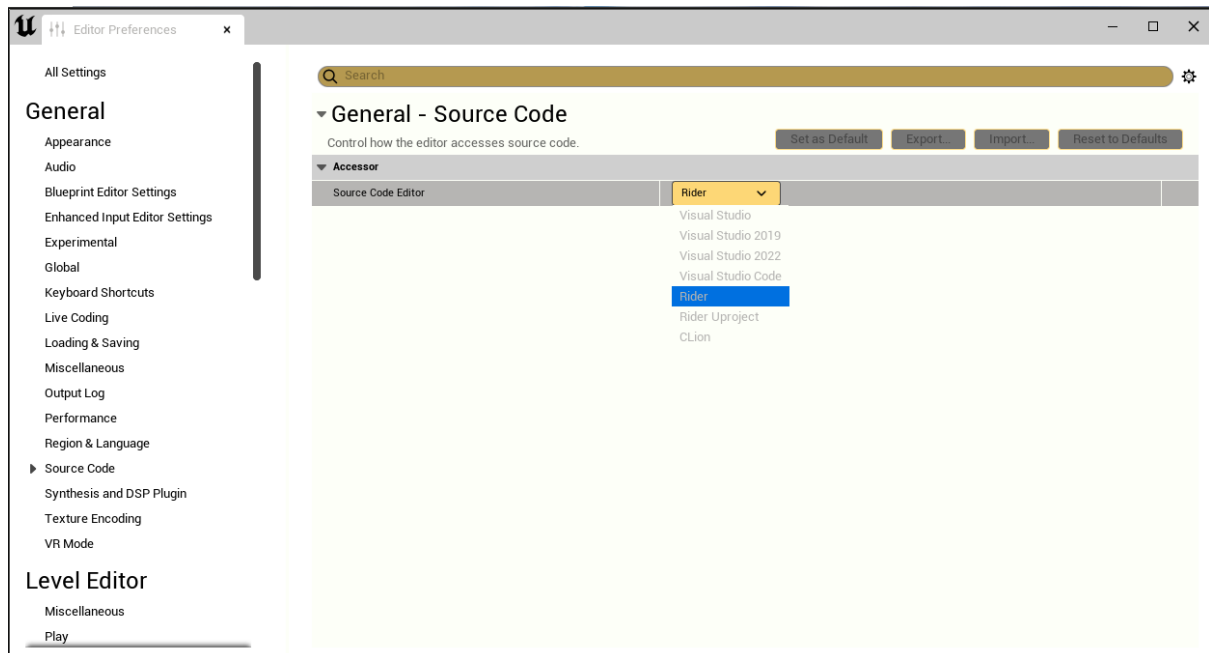 Editor Preferences
All Settings
General
Appearance
Audio
Blueprint Editor Settings
Enhanced Input Editor Settings
Experimental
Global
Keyboard Shortcuts
Live Coding
Loading & Saving
Miscellaneous
Output Log
Performance
Region & Language
Source Code
Synthesis and DSP Plugin
Texture Encoding
VR Mode
Level Editor
Miscellaneous
Play
Search
General - Source Code
Control how the editor accesses source code.
Set as Default
Export...
Import...
Reset to Defaults
Accessor
Source Code Editor
Rider
Visual Studio
Visual Studio 2019
Visual Studio 2022
Visual Studio Code
Rider
Rider Uproject
CLion